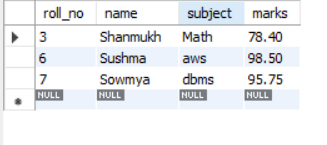 roll_no name subject marks
3 Shanmukh Math 78.40
6 Sushma aws 98.50
7 Sowmya dbms 95.75
NULL NULL NULL NULL